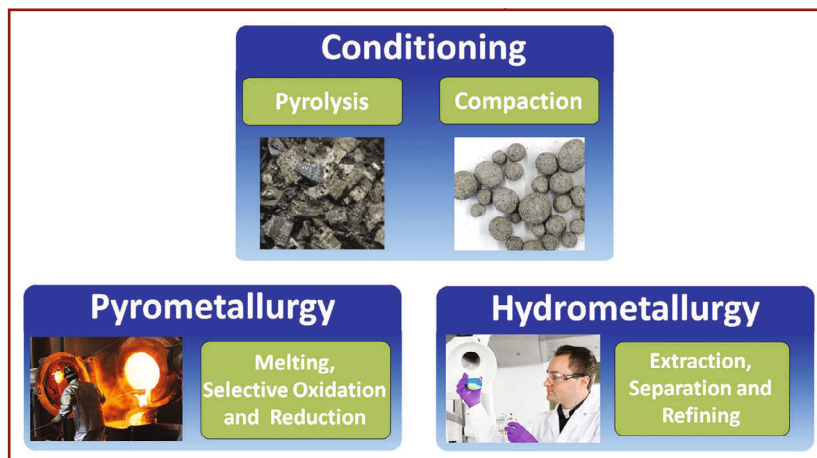 Conditioning
Pyrolysis
Compaction
Pyrometallurgy
Melting,
Selective Oxidation
and Reduction
Hydrometallurgy
Extraction,
Separation and
Refining